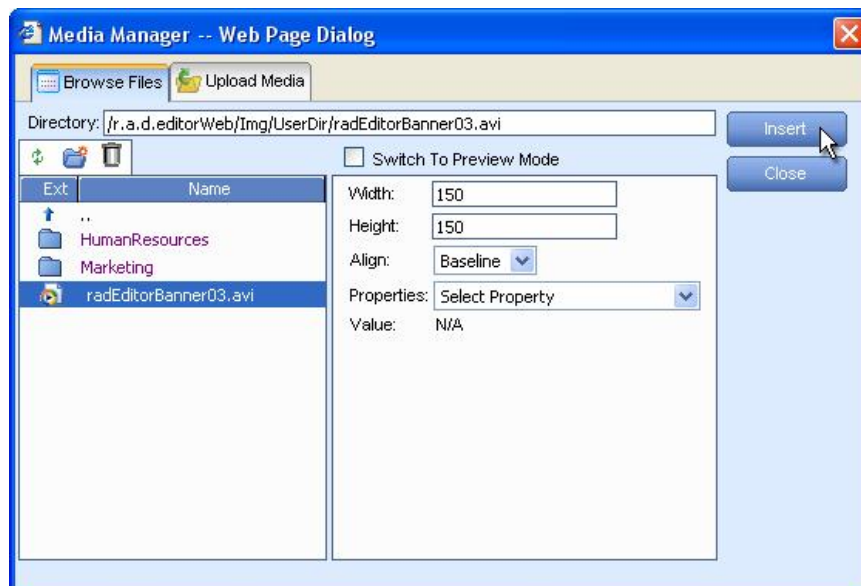 Media Manager -- Web Page Dialog
Browse Files Upload Media
Directory: /r.a.d.editorWeb/Img/UserDir/radEditorBanner03.avi
Insert
Switch To Preview Mode
Close
Ext Name
..
HumanResources
Marketing
radEditorBanner03.avi
Width: 150
Height: 150
Align: Baseline
Properties: Select Property
Value: N/A